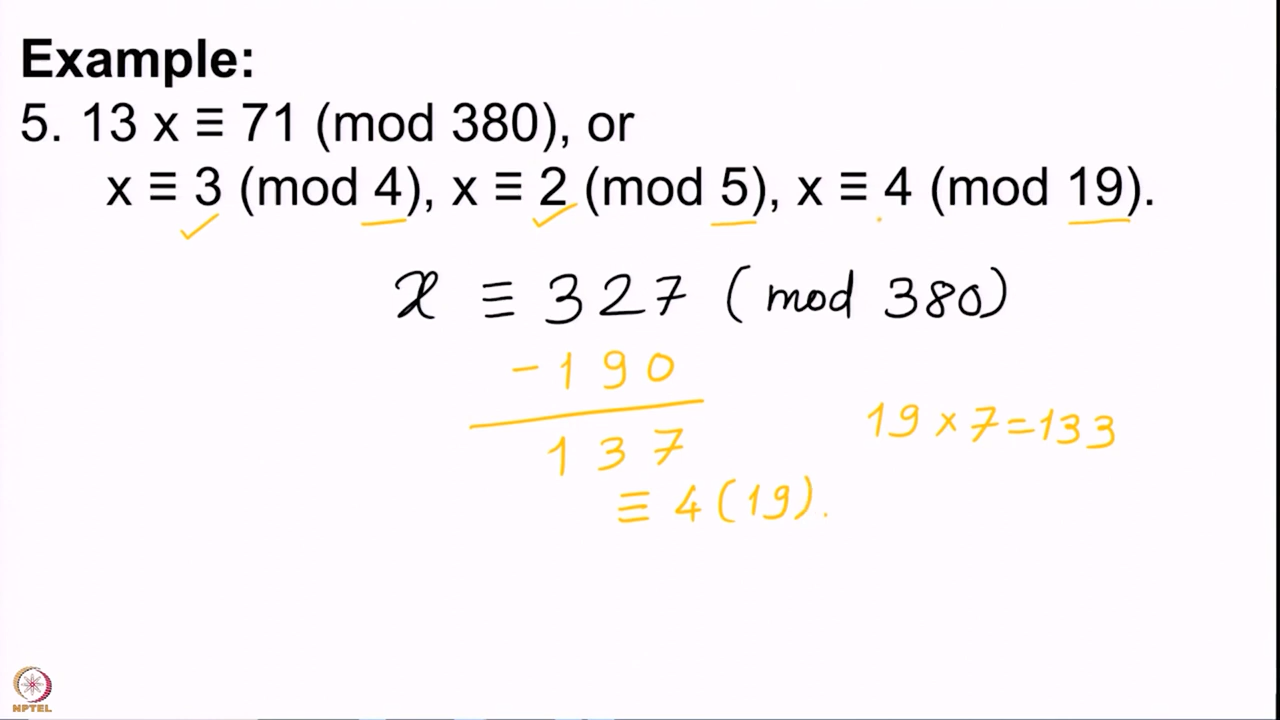 Example:
5. 13 x ≡ 71 (mod 380), or
x ≡ 3 (mod 4), x ≡ 2 (mod 5), x ≡ 4 (mod 19).
x ≡ 327 (mod 380)
-190
19 × 7 = 133
137
≡ 4 (19).
NPTEL